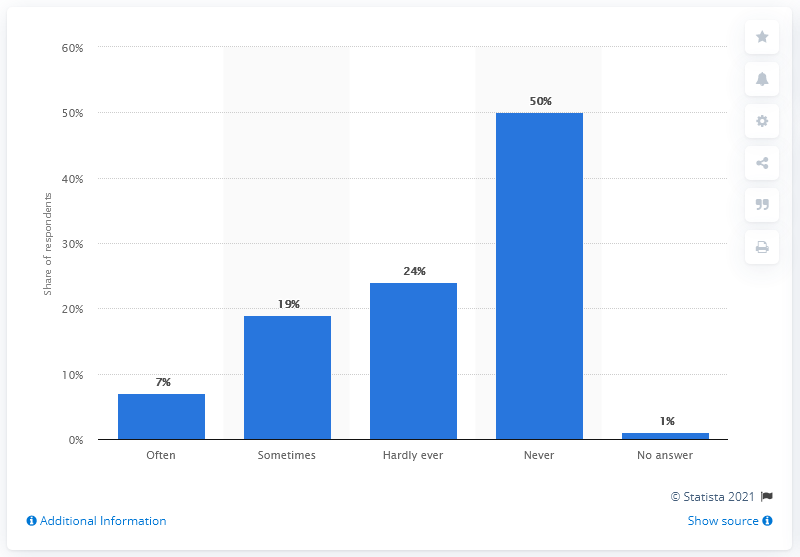 60%
50%
40%
30%
20%
10%
0%
Share of respondents
7%
19%
24%
50%
1%
Often
Sometimes
Hardly ever
Never
No answer
© Statista 2021
Additional Information
Show source